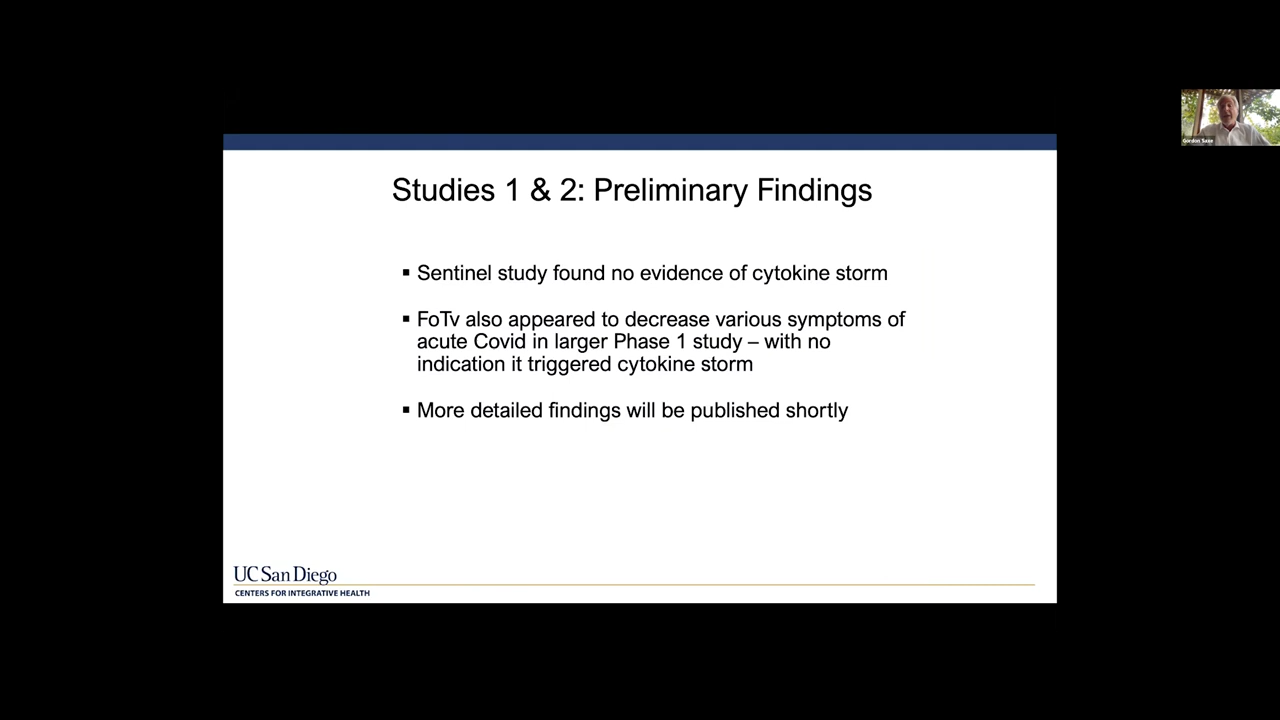 Gordon Saxe
Studies 1 & 2: Preliminary Findings
▪ Sentinel study found no evidence of cytokine storm
▪ FoTv also appeared to decrease various symptoms of
acute Covid in larger Phase 1 study – with no
indication it triggered cytokine storm
▪ More detailed findings will be published shortly
UC San Diego
CENTERS FOR INTEGRATIVE HEALTH